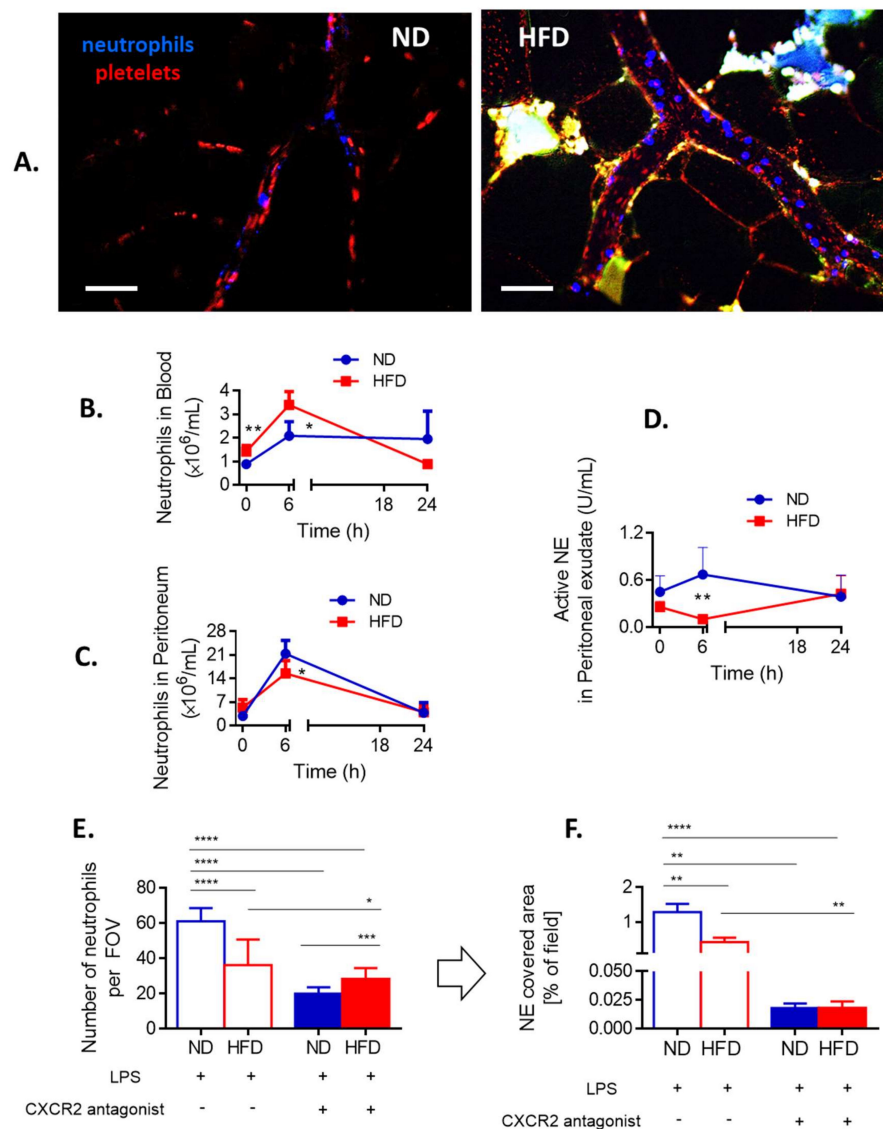 neutrophils
pletelets
ND
HFD
A.
B.
ND
HFD
Neutrophils in Blood
(×10⁶/mL)
4
3
2
1
0
**
*
0 6 18 24
Time (h)
C.
ND
HFD
Neutrophils in Peritoneum
(×10⁶/mL)
28
21
14
7
0
*
0 6 18 24
Time (h)
D.
ND
HFD
Active NE
in Peritoneal exudate (U/mL)
1.2
0.6
0.0
**
0 6 18 24
Time (h)
E.
****
****
****
*
***
Number of neutrophils
per FOV
80
60
40
20
0
ND HFD ND HFD
LPS + + + +
CXCR2 antagonist - - + +
F.
****
**
**
**
NE covered area
[% of field]
2
1
0.050
0.025
0.000
ND HFD ND HFD
LPS + + + +
CXCR2 antagonist - - + +